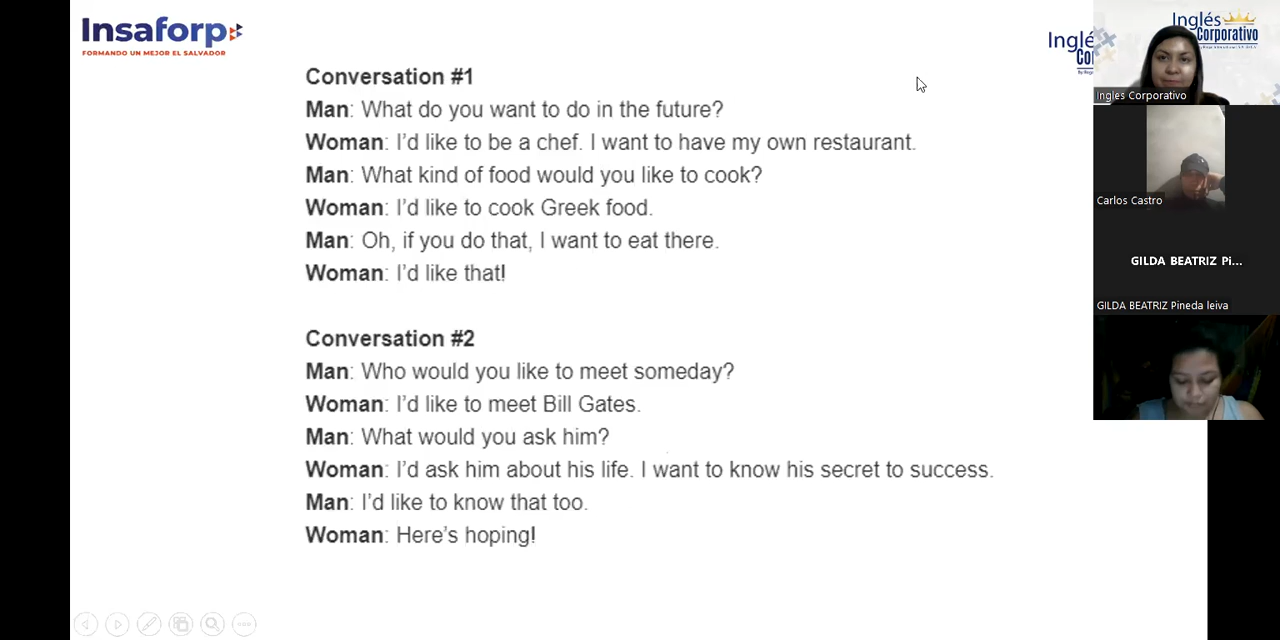 Insaforp
FORMANDO UN MEJOR EL SALVADOR
Conversation #1
Man: What do you want to do in the future?
Woman: I'd like to be a chef. I want to have my own restaurant.
Man: What kind of food would you like to cook?
Woman: I'd like to cook Greek food.
Man: Oh, if you do that, I want to eat there.
Woman: I'd like that!
Conversation #2
Man: Who would you like to meet someday?
Woman: I'd like to meet Bill Gates.
Man: What would you ask him?
Woman: I'd ask him about his life. I want to know his secret to success.
Man: I'd like to know that too.
Woman: Here's hoping!
Inglés
Corporativo
Ingles Corporativo
Carlos Castro
GILDA BEATRIZ Pi...
GILDA BEATRIZ Pineda leiva